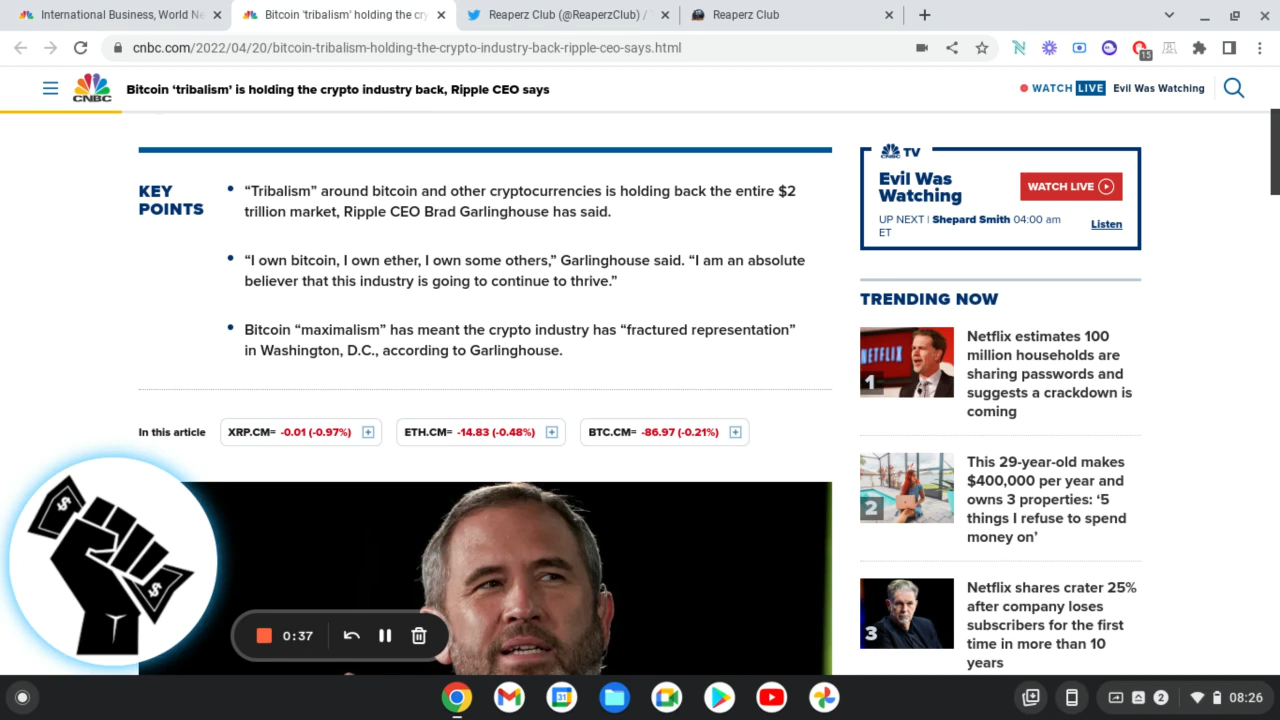 International Business, World Ne
Bitcoin 'tribalism' holding the cry
Reaperz Club (@ReaperzClub) /
Reaperz Club
cnbc.com/2022/04/20/bitcoin-tribalism-holding-the-crypto-industry-back-ripple-ceo-says.html
15
CNBC
Bitcoin ‘tribalism’ is holding the crypto industry back, Ripple CEO says
WATCH LIVE
Evil Was Watching
KEY
POINTS
“Tribalism” around bitcoin and other cryptocurrencies is holding back the entire $2
trillion market, Ripple CEO Brad Garlinghouse has said.
“I own bitcoin, I own ether, I own some others,” Garlinghouse said. “I am an absolute
believer that this industry is going to continue to thrive.”
Bitcoin “maximalism” has meant the crypto industry has “fractured representation”
in Washington, D.C., according to Garlinghouse.
In this article
XRP.CM= -0.01 (-0.97%)
ETH.CM= -14.83 (-0.48%)
BTC.CM= -86.97 (-0.21%)
CNBC TV
Evil Was
Watching
WATCH LIVE
UP NEXT | Shepard Smith 04:00 am
ET
Listen
TRENDING NOW
NETFLIX
1
Netflix estimates 100
million households are
sharing passwords and
suggests a crackdown is
coming
2
This 29-year-old makes
$400,000 per year and
owns 3 properties: ‘5
things I refuse to spend
money on’
3
Netflix shares crater 25%
after company loses
subscribers for the first
time in more than 10
years
$
$
0:37
31
2
08:26